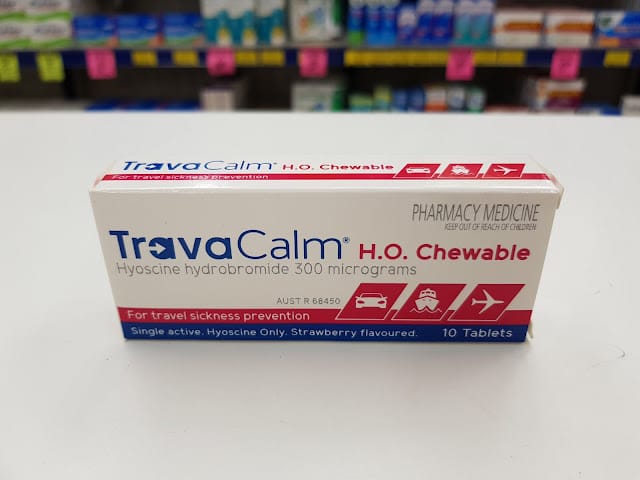 TravaCalm® H.O. Chewable
For travel sickness prevention
PHARMACY MEDICINE
KEEP OUT OF REACH OF CHILDREN
TravaCalm® H.O. Chewable
Hyoscine hydrobromide 300 micrograms
AUST R 68450
For travel sickness prevention
Single active. Hyoscine Only. Strawberry flavoured. 10 Tablets